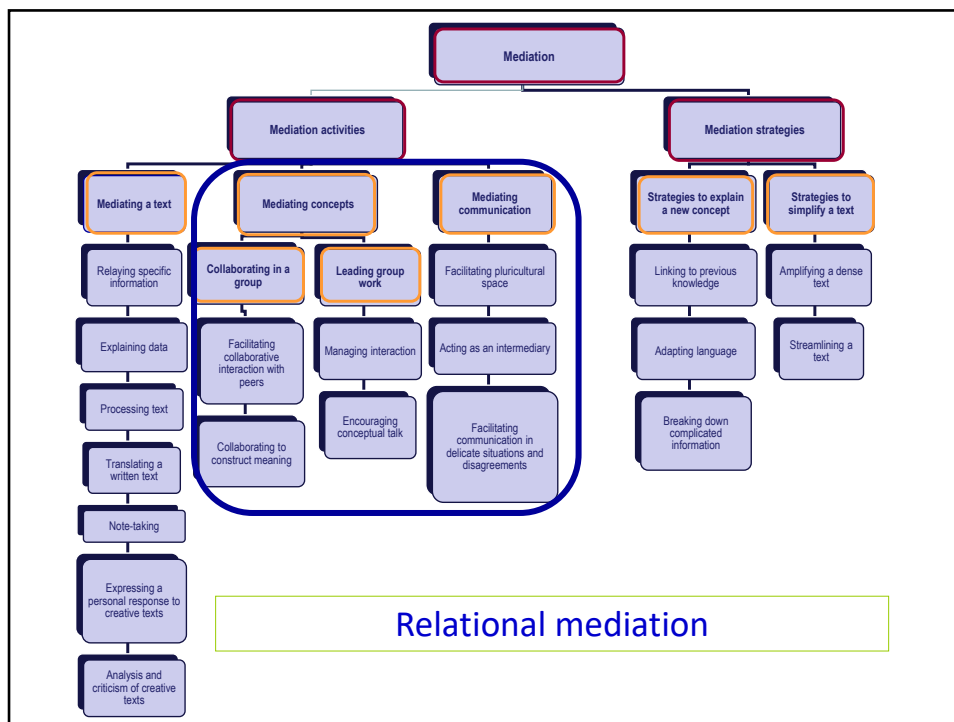 Mediation
Mediation activities
Mediation strategies
Mediating a text
Mediating concepts
Mediating
communication
Strategies to explain
a new concept
Strategies to
simplify a text
Relaying specific
information
Collaborating in a
group
Leading group
work
Facilitating pluricultural
space
Linking to previous
knowledge
Amplifying a dense
text
Explaining data
Facilitating
collaborative
interaction with
peers
Managing interaction
Acting as an intermediary
Adapting language
Streamlining a
text
Processing text
Collaborating to
construct meaning
Encouraging
conceptual talk
Facilitating
communication in
delicate situations and
disagreements
Breaking down
complicated
information
Translating a
written text
Note-taking
Expressing a
personal response to
creative texts
Analysis and
criticism of creative
texts
Relational mediation